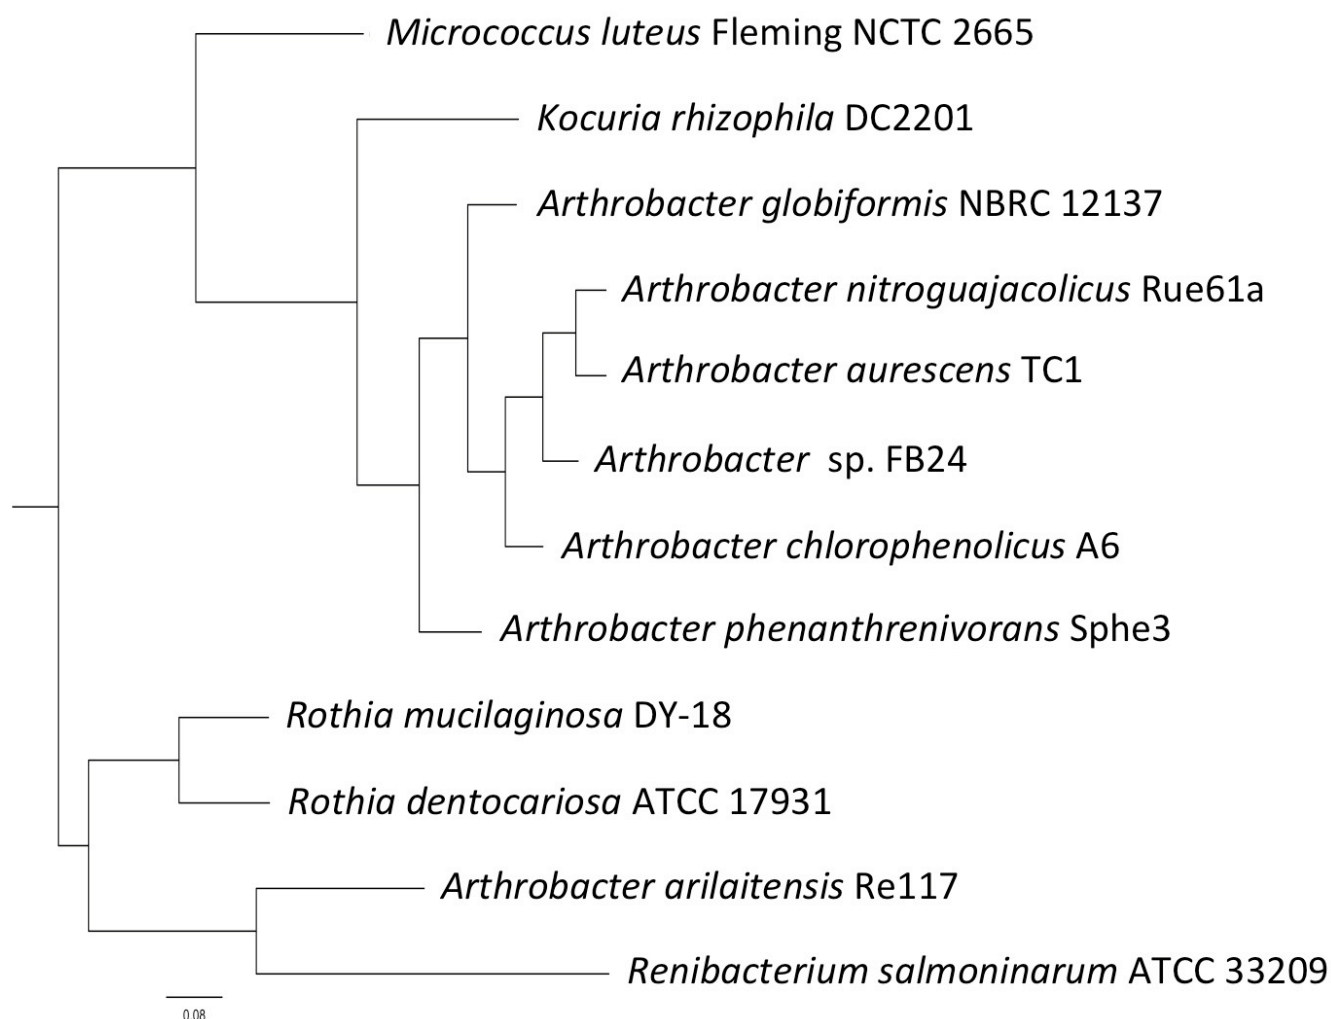 Micrococcus luteus Fleming NCTC 2665
Kocuria rhizophila DC2201
Arthrobacter globiformis NBRC 12137
Arthrobacter nitroguajacolicus Rue61a
Arthrobacter aurescens TC1
Arthrobacter sp. FB24
Arthrobacter chlorophenolicus A6
Arthrobacter phenanthrenivorans Sphe3
Rothia mucilaginosa DY-18
Rothia dentocariosa ATCC 17931
Arthrobacter arilaitensis Re117
Renibacterium salmoninarum ATCC 33209
0.08